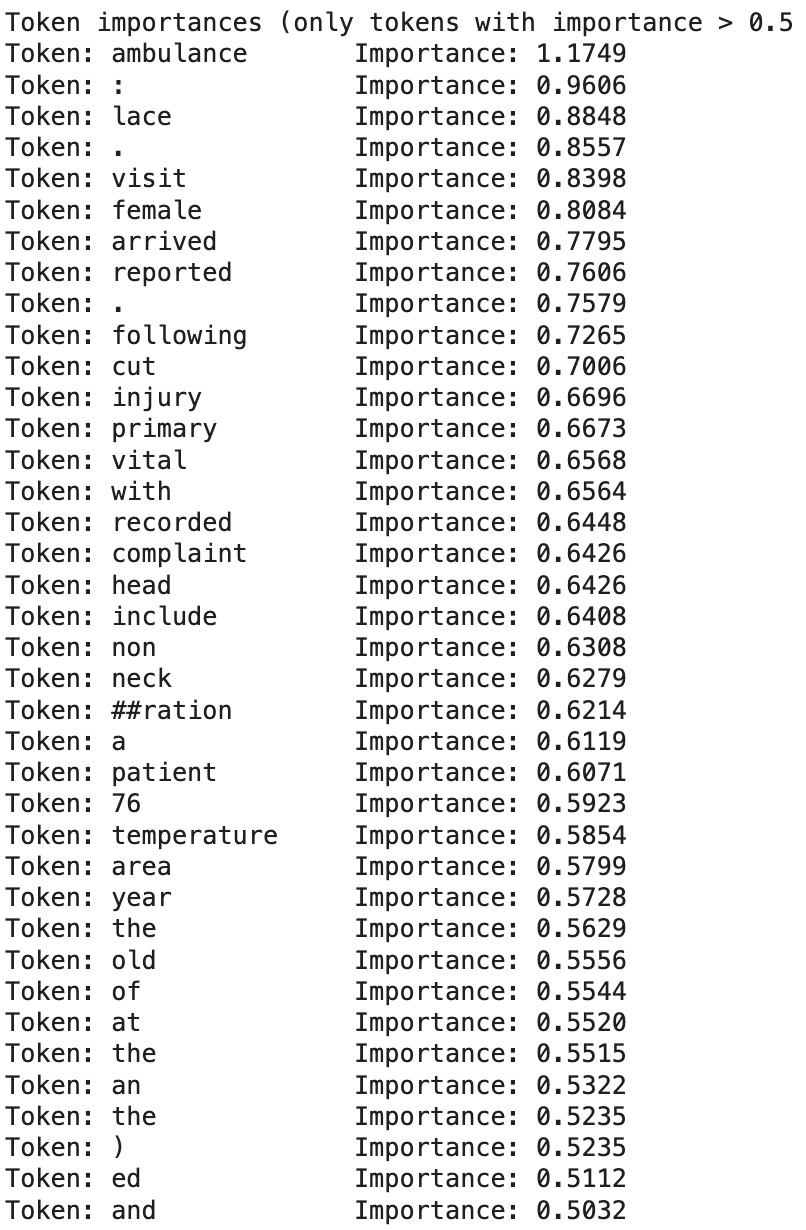 Token importances (only tokens with importance > 0.5
Token: ambulance Importance: 1.1749
Token: : Importance: 0.9606
Token: lace Importance: 0.8848
Token: . Importance: 0.8557
Token: visit Importance: 0.8398
Token: female Importance: 0.8084
Token: arrived Importance: 0.7795
Token: reported Importance: 0.7606
Token: . Importance: 0.7579
Token: following Importance: 0.7265
Token: cut Importance: 0.7006
Token: injury Importance: 0.6696
Token: primary Importance: 0.6673
Token: vital Importance: 0.6568
Token: with Importance: 0.6564
Token: recorded Importance: 0.6448
Token: complaint Importance: 0.6426
Token: head Importance: 0.6426
Token: include Importance: 0.6408
Token: non Importance: 0.6308
Token: neck Importance: 0.6279
Token: ##ration Importance: 0.6214
Token: a Importance: 0.6119
Token: patient Importance: 0.6071
Token: 76 Importance: 0.5923
Token: temperature Importance: 0.5854
Token: area Importance: 0.5799
Token: year Importance: 0.5728
Token: the Importance: 0.5629
Token: old Importance: 0.5556
Token: of Importance: 0.5544
Token: at Importance: 0.5520
Token: the Importance: 0.5515
Token: an Importance: 0.5322
Token: the Importance: 0.5235
Token: ) Importance: 0.5235
Token: ed Importance: 0.5112
Token: and Importance: 0.5032